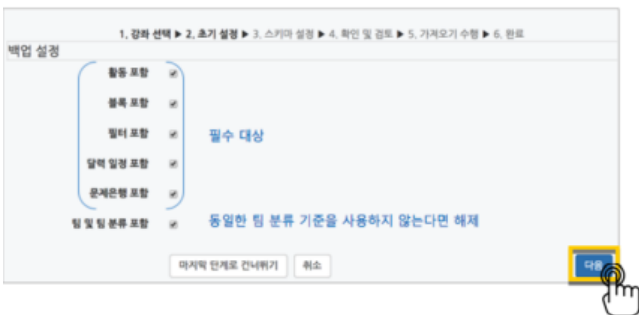 1. 강좌 선택 ▶ 2. 초기 설정 ▶ 3. 스키마 설정 ▶ 4. 확인 및 검토 ▶ 5. 가져오기 수행 ▶ 6. 완료
백업 설정
활동 포함
블록 포함
필터 포함
필수 대상
달력 일정 포함
문제은행 포함
팀 및 팀 분류 포함
동일한 팀 분류 기준을 사용하지 않는다면 해제
마지막 단계로 건너뛰기
취소
다음